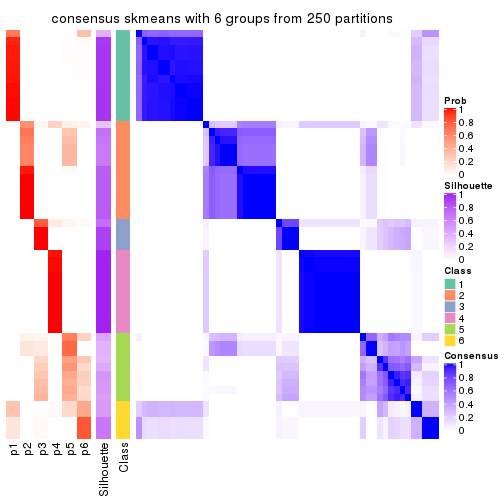 consensus skmeans with 6 groups from 250 partitions
Prob
1
0.8
0.6
0.4
0.2
0
Silhouette
1
0.8
0.6
0.4
0.2
0
Class
1
2
3
4
5
6
Consensus
1
0.8
0.6
0.4
0.2
0
p1
p2
p3
p4
p5
p6
Silhouette
Class